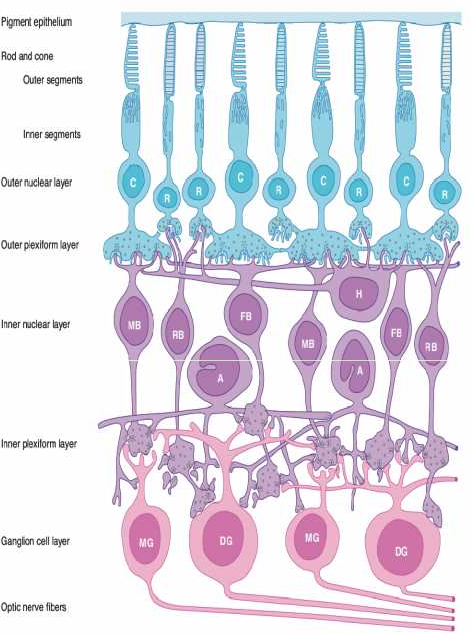 Pigment epithelium
Rod and cone
Outer segments
Inner segments
C C C C
R R R R R
Outer nuclear layer
Outer plexiform layer
H
Inner nuclear layer
MB RB FB MB FB RB
A A
Inner plexiform layer
Ganglion cell layer
MG DG MG DG
Optic nerve fibers